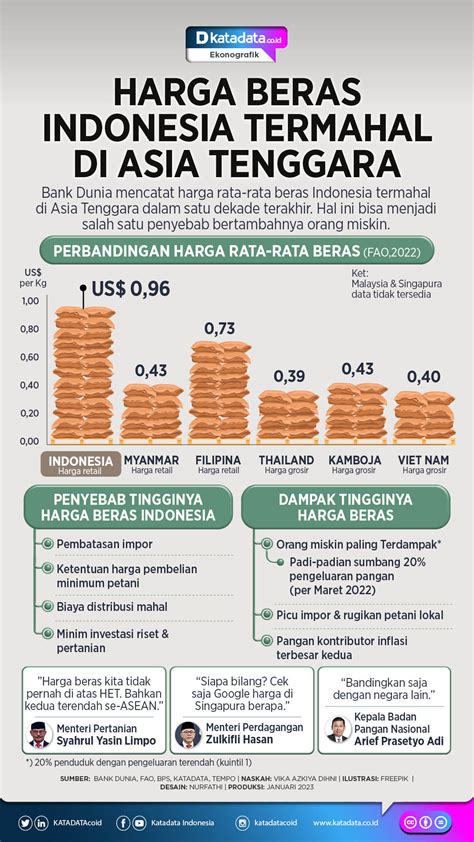 Dkatadata.co.id
Ekonografik
HARGA BERAS
INDONESIA TERMAHAL
DI ASIA TENGGARA
Bank Dunia mencatat harga rata-rata beras Indonesia termahal
di Asia Tenggara dalam satu dekade terakhir. Hal ini bisa menjadi
salah satu penyebab bertambahnya orang miskin.
PERBANDINGAN HARGA RATA-RATA BERAS (FAO,2022)
US$
per Kg
Ket:
Malaysia & Singapura
data tidak tersedia
1,00
0,80
0,60
0,40
0,20
0,00
US$ 0,96
0,43
0,73
0,39
0,43
0,40
INDONESIA
Harga retail
MYANMAR
Harga retail
FILIPINA
Harga retail
THAILAND
Harga grosir
KAMBOJA
Harga grosir
VIET NAM
Harga grosir
PENYEBAB TINGGINYA
HARGA BERAS INDONESIA
Pembatasan impor
Ketentuan harga pembelian
minimum petani
Biaya distribusi mahal
Minim investasi riset &
pertanian
DAMPAK TINGGINYA
HARGA BERAS
Orang miskin paling Terdampak*
Padi-padian sumbang 20%
pengeluaran pangan
(per Maret 2022)
Picu impor & rugikan petani lokal
Pangan kontributor inflasi
terbesar kedua
"Harga beras kita tidak
pernah di atas HET. Bahkan
kedua terendah se-ASEAN."
Menteri Pertanian
Syahrul Yasin Limpo
"Siapa bilang? Cek
saja Google harga di
Singapura berapa."
Menteri Perdagangan
Zulkifli Hasan
"Bandingkan saja
dengan negara lain."
Kepala Badan
Pangan Nasional
Arief Prasetyo Adi
*) 20% penduduk dengan pengeluaran terendah (kuintil 1)
SUMBER: BANK DUNIA, FAO, BPS, KATADATA, TEMPO | NASKAH: VIKA AZKIYA DIHNI | ILUSTRASI: FREEPIK |
DESAIN: NURFATHI | PRODUKSI: JANUARI 2023
KATADATAcoid
Katadata Indonesia
katadatacoid
www.katadata.co.id